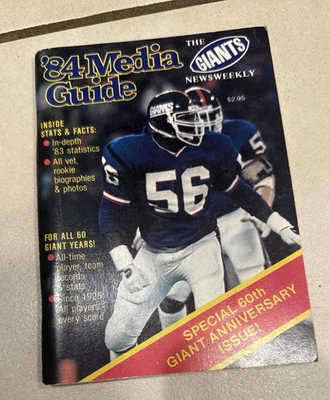 '84 Media
Guide
THE
GIANTS
NEWSWEEKLY
$2.95
INSIDE
STATS & FACTS:
In-depth
'83 statistics
All vet,
rookie
biographies
& photos
GIANTS
56
5
FOR ALL 60
GIANT YEARS!
All-time
player, team
records,
& stats
Since 1925
All players,
every score
SPECIAL 60th
GIANT ANNIVERSARY
ISSUE!